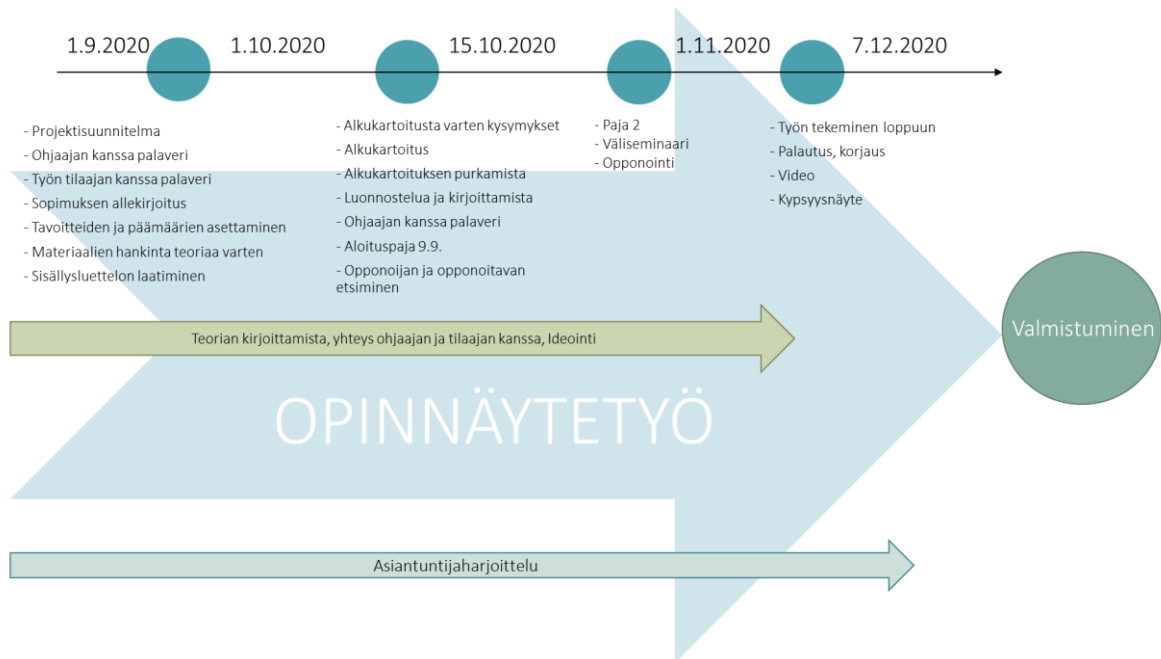 1.9.2020
1.10.2020
15.10.2020
1.11.2020
7.12.2020
- Projektisuunnitelma
- Ohjaajan kanssa palaveri
- Työn tilaajan kanssa palaveri
- Sopimuksen allekirjoitus
- Tavoitteiden ja päämäärien asettaminen
- Materiaalien hankinta teoriaa varten
- Sisällysluettelon laatiminen
- Alkukartoitusta varten kysymykset
- Alkukartoitus
- Alkukartoituksen purkamista
- Luonnostelua ja kirjoittamista
- Ohjaajan kanssa palaveri
- Aloituspaja 9.9.
- Opponoijan ja opponoitavan
etsiminen
- Paja 2
- Väliseminaari
- Opponointi
- Työn tekeminen loppuun
- Palautus, korjaus
- Video
- Kypsyysnäyte
Teorian kirjoittamista, yhteys ohjaajan ja tilaajan kanssa, Ideointi
Valmistuminen
OPINNÄYTETYÖ
Asiantuntijaharjoittelu